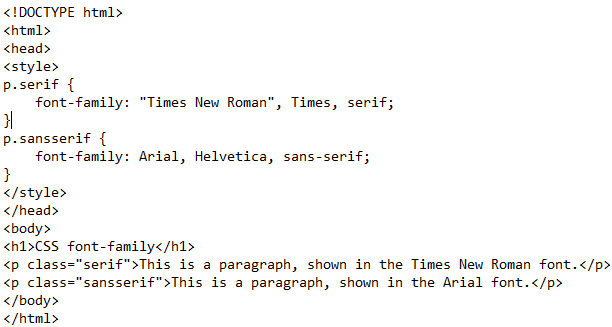 <!DOCTYPE html>
<html>
<head>
<style>
p.serif {
    font-family: "Times New Roman", Times, serif;
}
p.sansserif {
    font-family: Arial, Helvetica, sans-serif;
}
</style>
</head>
<body>
<h1>CSS font-family</h1>
<p class="serif">This is a paragraph, shown in the Times New Roman font.</p>
<p class="sansserif">This is a paragraph, shown in the Arial font.</p>
</body>
</html>